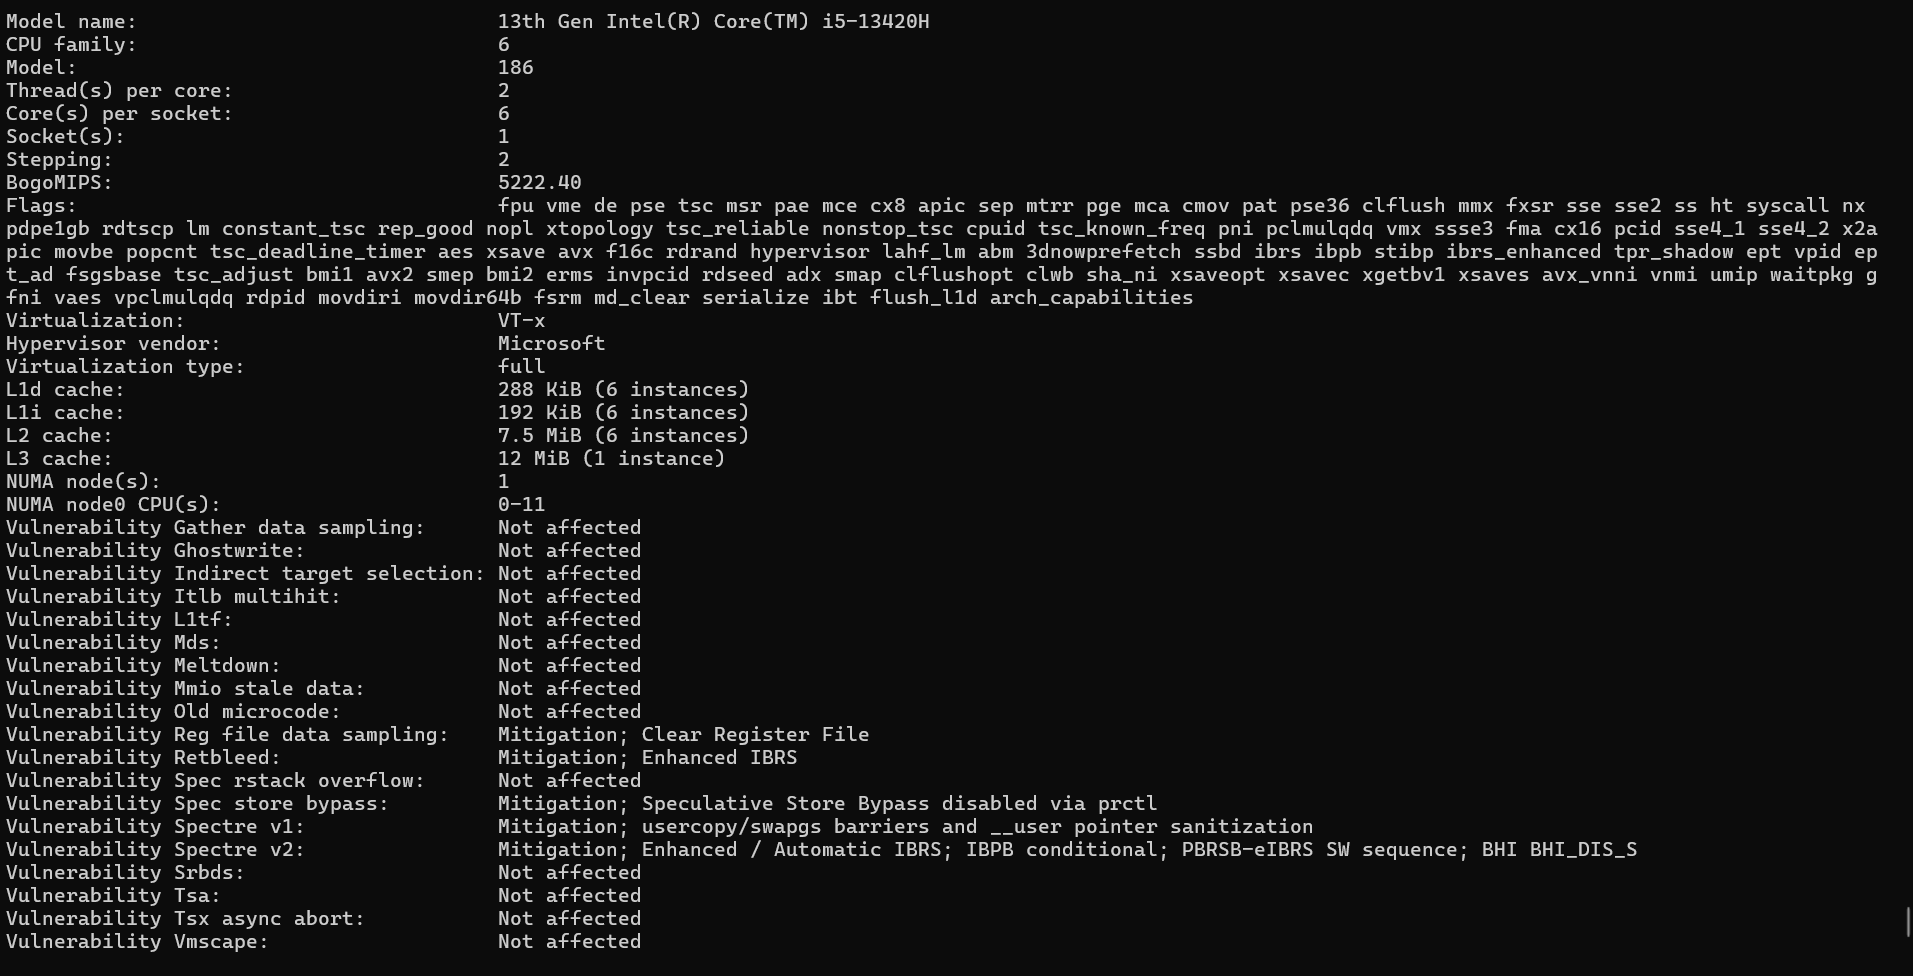 Model name: 13th Gen Intel(R) Core(TM) i5-13420H
CPU family: 6
Model: 186
Thread(s) per core: 2
Core(s) per socket: 6
Socket(s): 1
Stepping: 2
BogoMIPS: 5222.40
Flags: fpu vme de pse tsc msr pae mce cx8 apic sep mtrr pge mca cmov pat pse36 clflush mmx fxsr sse sse2 ss ht syscall nx
pdpe1gb rdtscp lm constant_tsc rep_good nopl xtopology tsc_reliable nonstop_tsc cpuid tsc_known_freq pni pclmulqdq vmx ssse3 fma cx16 pcid sse4_1 sse4_2 x2a
pic movbe popcnt tsc_deadline_timer aes xsave avx f16c rdrand hypervisor lahf_lm abm 3dnowprefetch ssbd ibrs ibpb stibp ibrs_enhanced tpr_shadow ept vpid ep
t_ad fsgsbase tsc_adjust bmi1 avx2 smep bmi2 erms invpcid rdseed adx smap clflushopt clwb sha_ni xsaveopt xsavec xgetbv1 xsaves avx_vnni vnmi umip waitpkg g
fni vaes vpclmulqdq rdpid movdiri movdir64b fsrm md_clear serialize ibt flush_l1d arch_capabilities
Virtualization: VT-x
Hypervisor vendor: Microsoft
Virtualization type: full
L1d cache: 288 KiB (6 instances)
L1i cache: 192 KiB (6 instances)
L2 cache: 7.5 MiB (6 instances)
L3 cache: 12 MiB (1 instance)
NUMA node(s): 1
NUMA node0 CPU(s): 0-11
Vulnerability Gather data sampling: Not affected
Vulnerability Ghostwrite: Not affected
Vulnerability Indirect target selection: Not affected
Vulnerability Itlb multihit: Not affected
Vulnerability L1tf: Not affected
Vulnerability Mds: Not affected
Vulnerability Meltdown: Not affected
Vulnerability Mmio stale data: Not affected
Vulnerability Old microcode: Not affected
Vulnerability Reg file data sampling: Mitigation; Clear Register File
Vulnerability Retbleed: Mitigation; Enhanced IBRS
Vulnerability Spec rstack overflow: Not affected
Vulnerability Spec store bypass: Mitigation; Speculative Store Bypass disabled via prctl
Vulnerability Spectre v1: Mitigation; usercopy/swapgs barriers and __user pointer sanitization
Vulnerability Spectre v2: Mitigation; Enhanced / Automatic IBRS; IBPB conditional; PBRSB-eIBRS SW sequence; BHI BHI_DIS_S
Vulnerability Srbds: Not affected
Vulnerability Tsa: Not affected
Vulnerability Tsx async abort: Not affected
Vulnerability Vmscape: Not affected